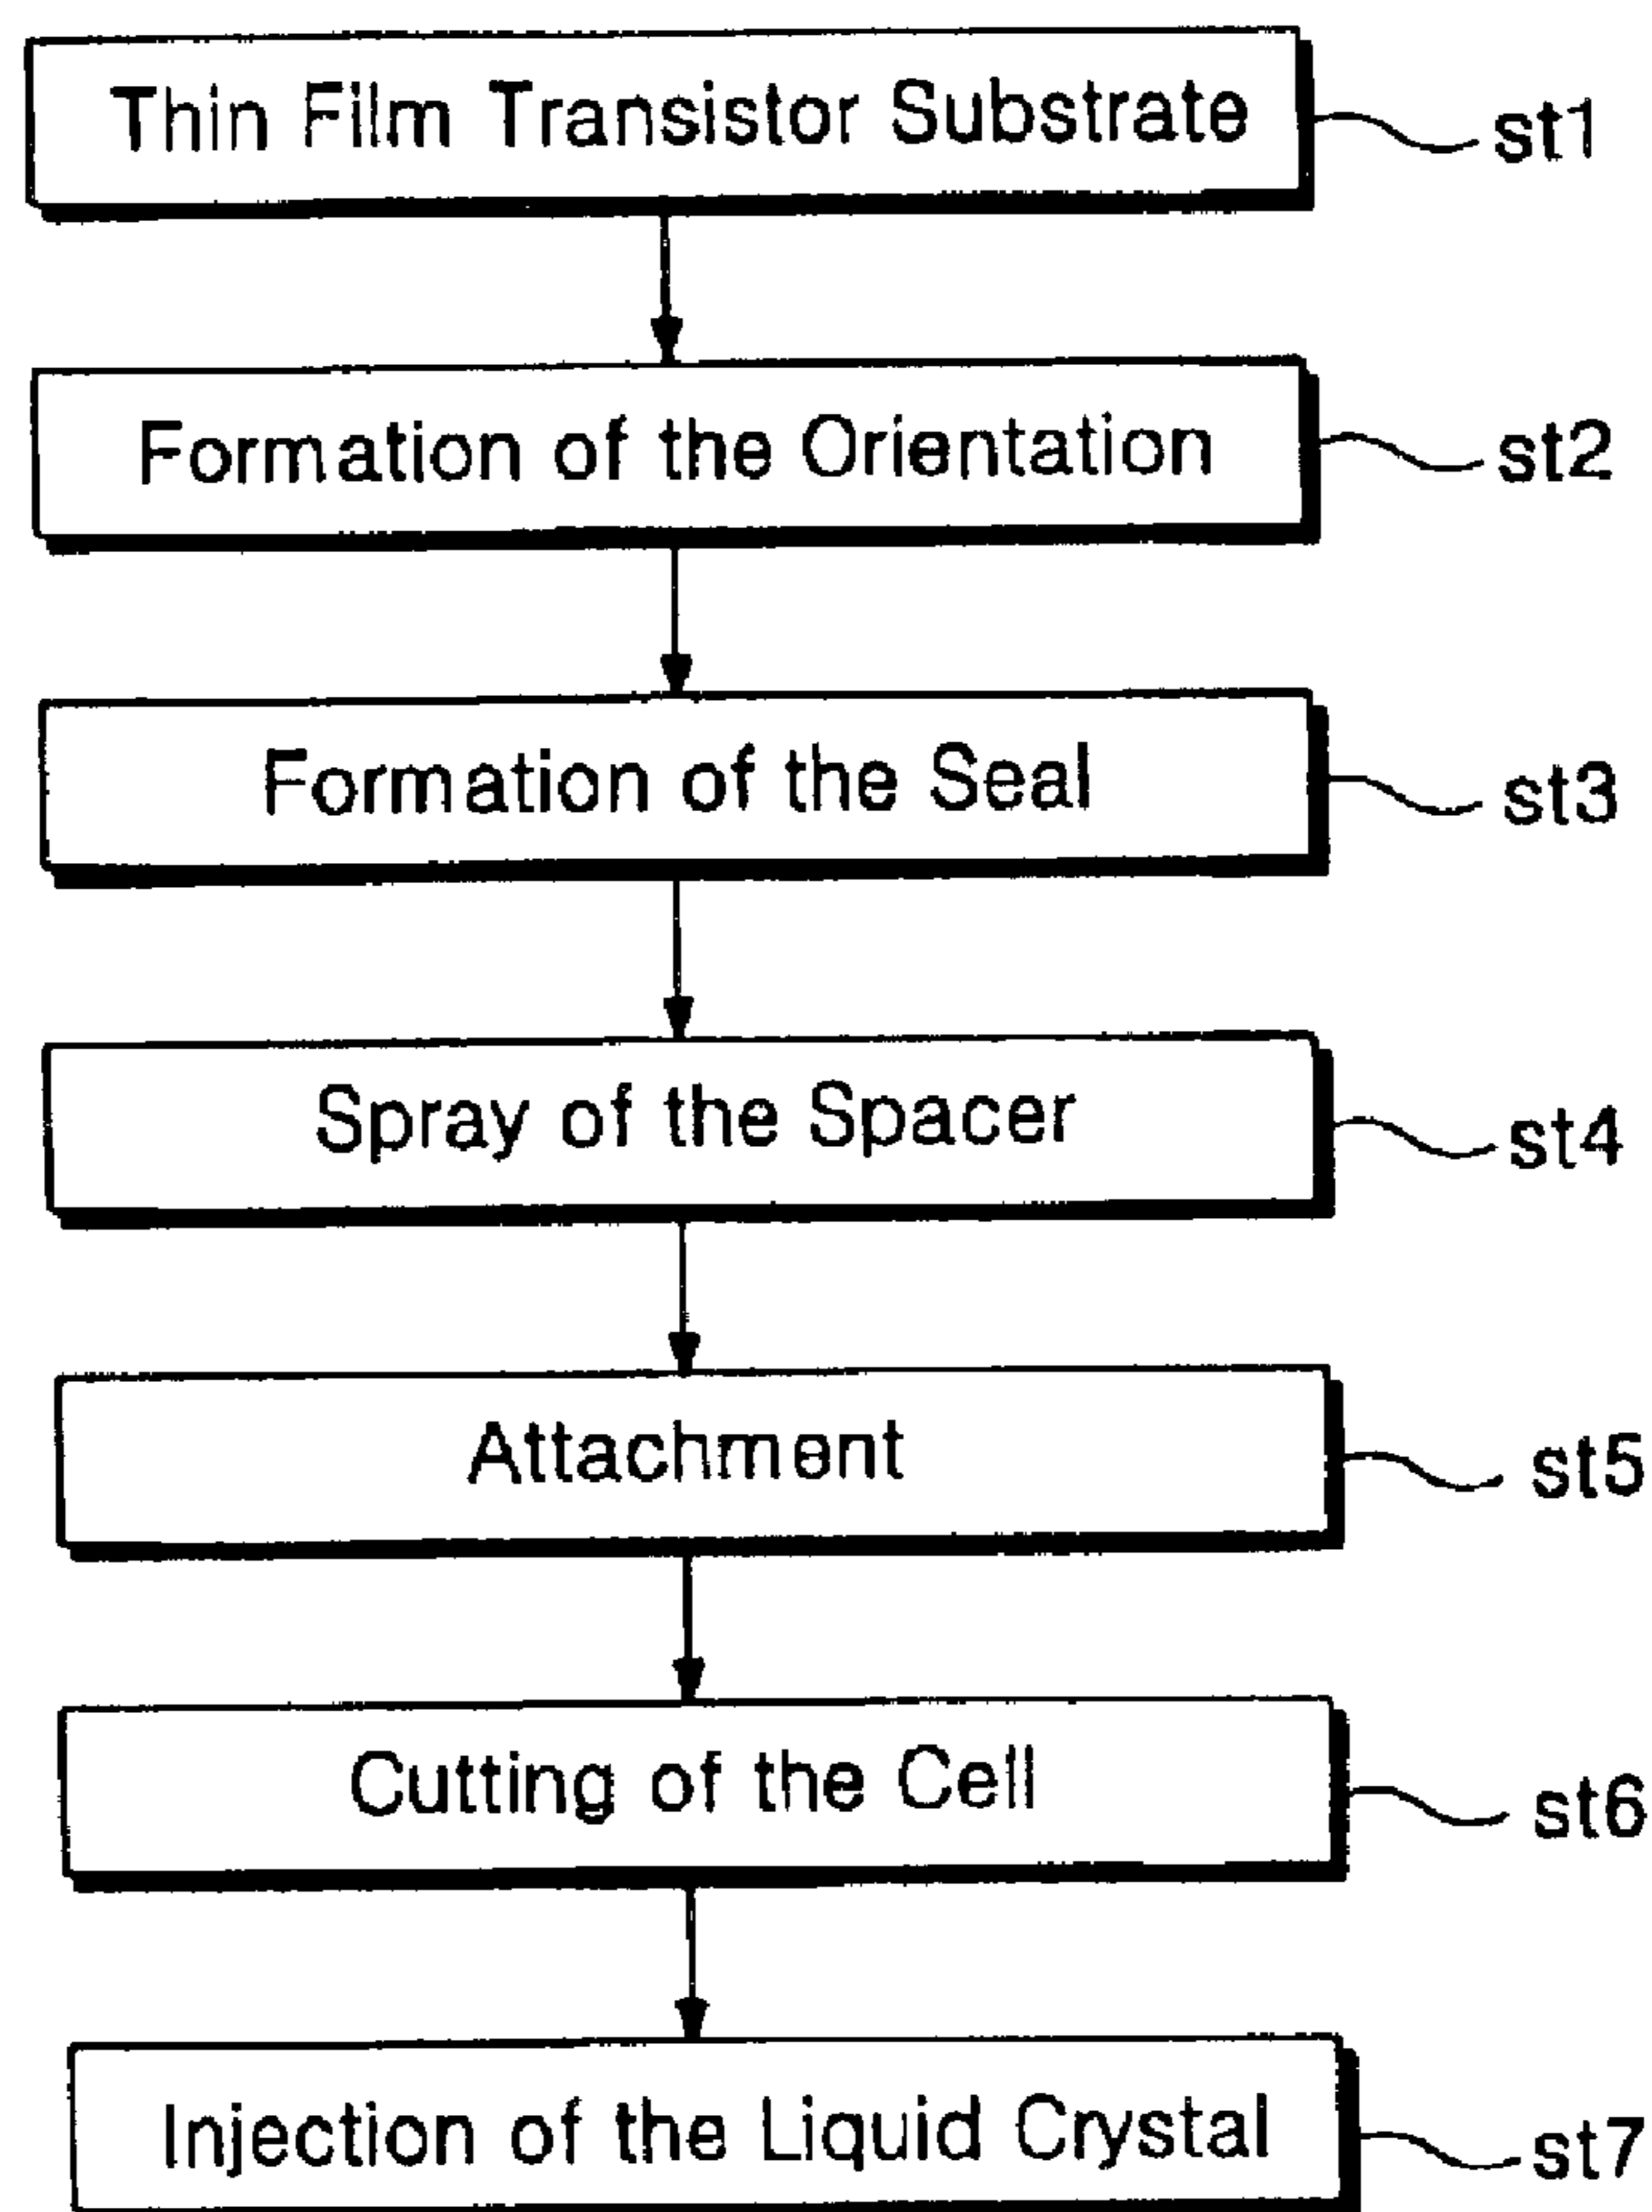 Thin Film Transistor Substrate st1
Formation of the Orientation st2
Formation of the Seal st3
Spray of the Spacer st4
Attachment st5
Cutting of the Cell st6
Injection of the Liquid Crystal st7